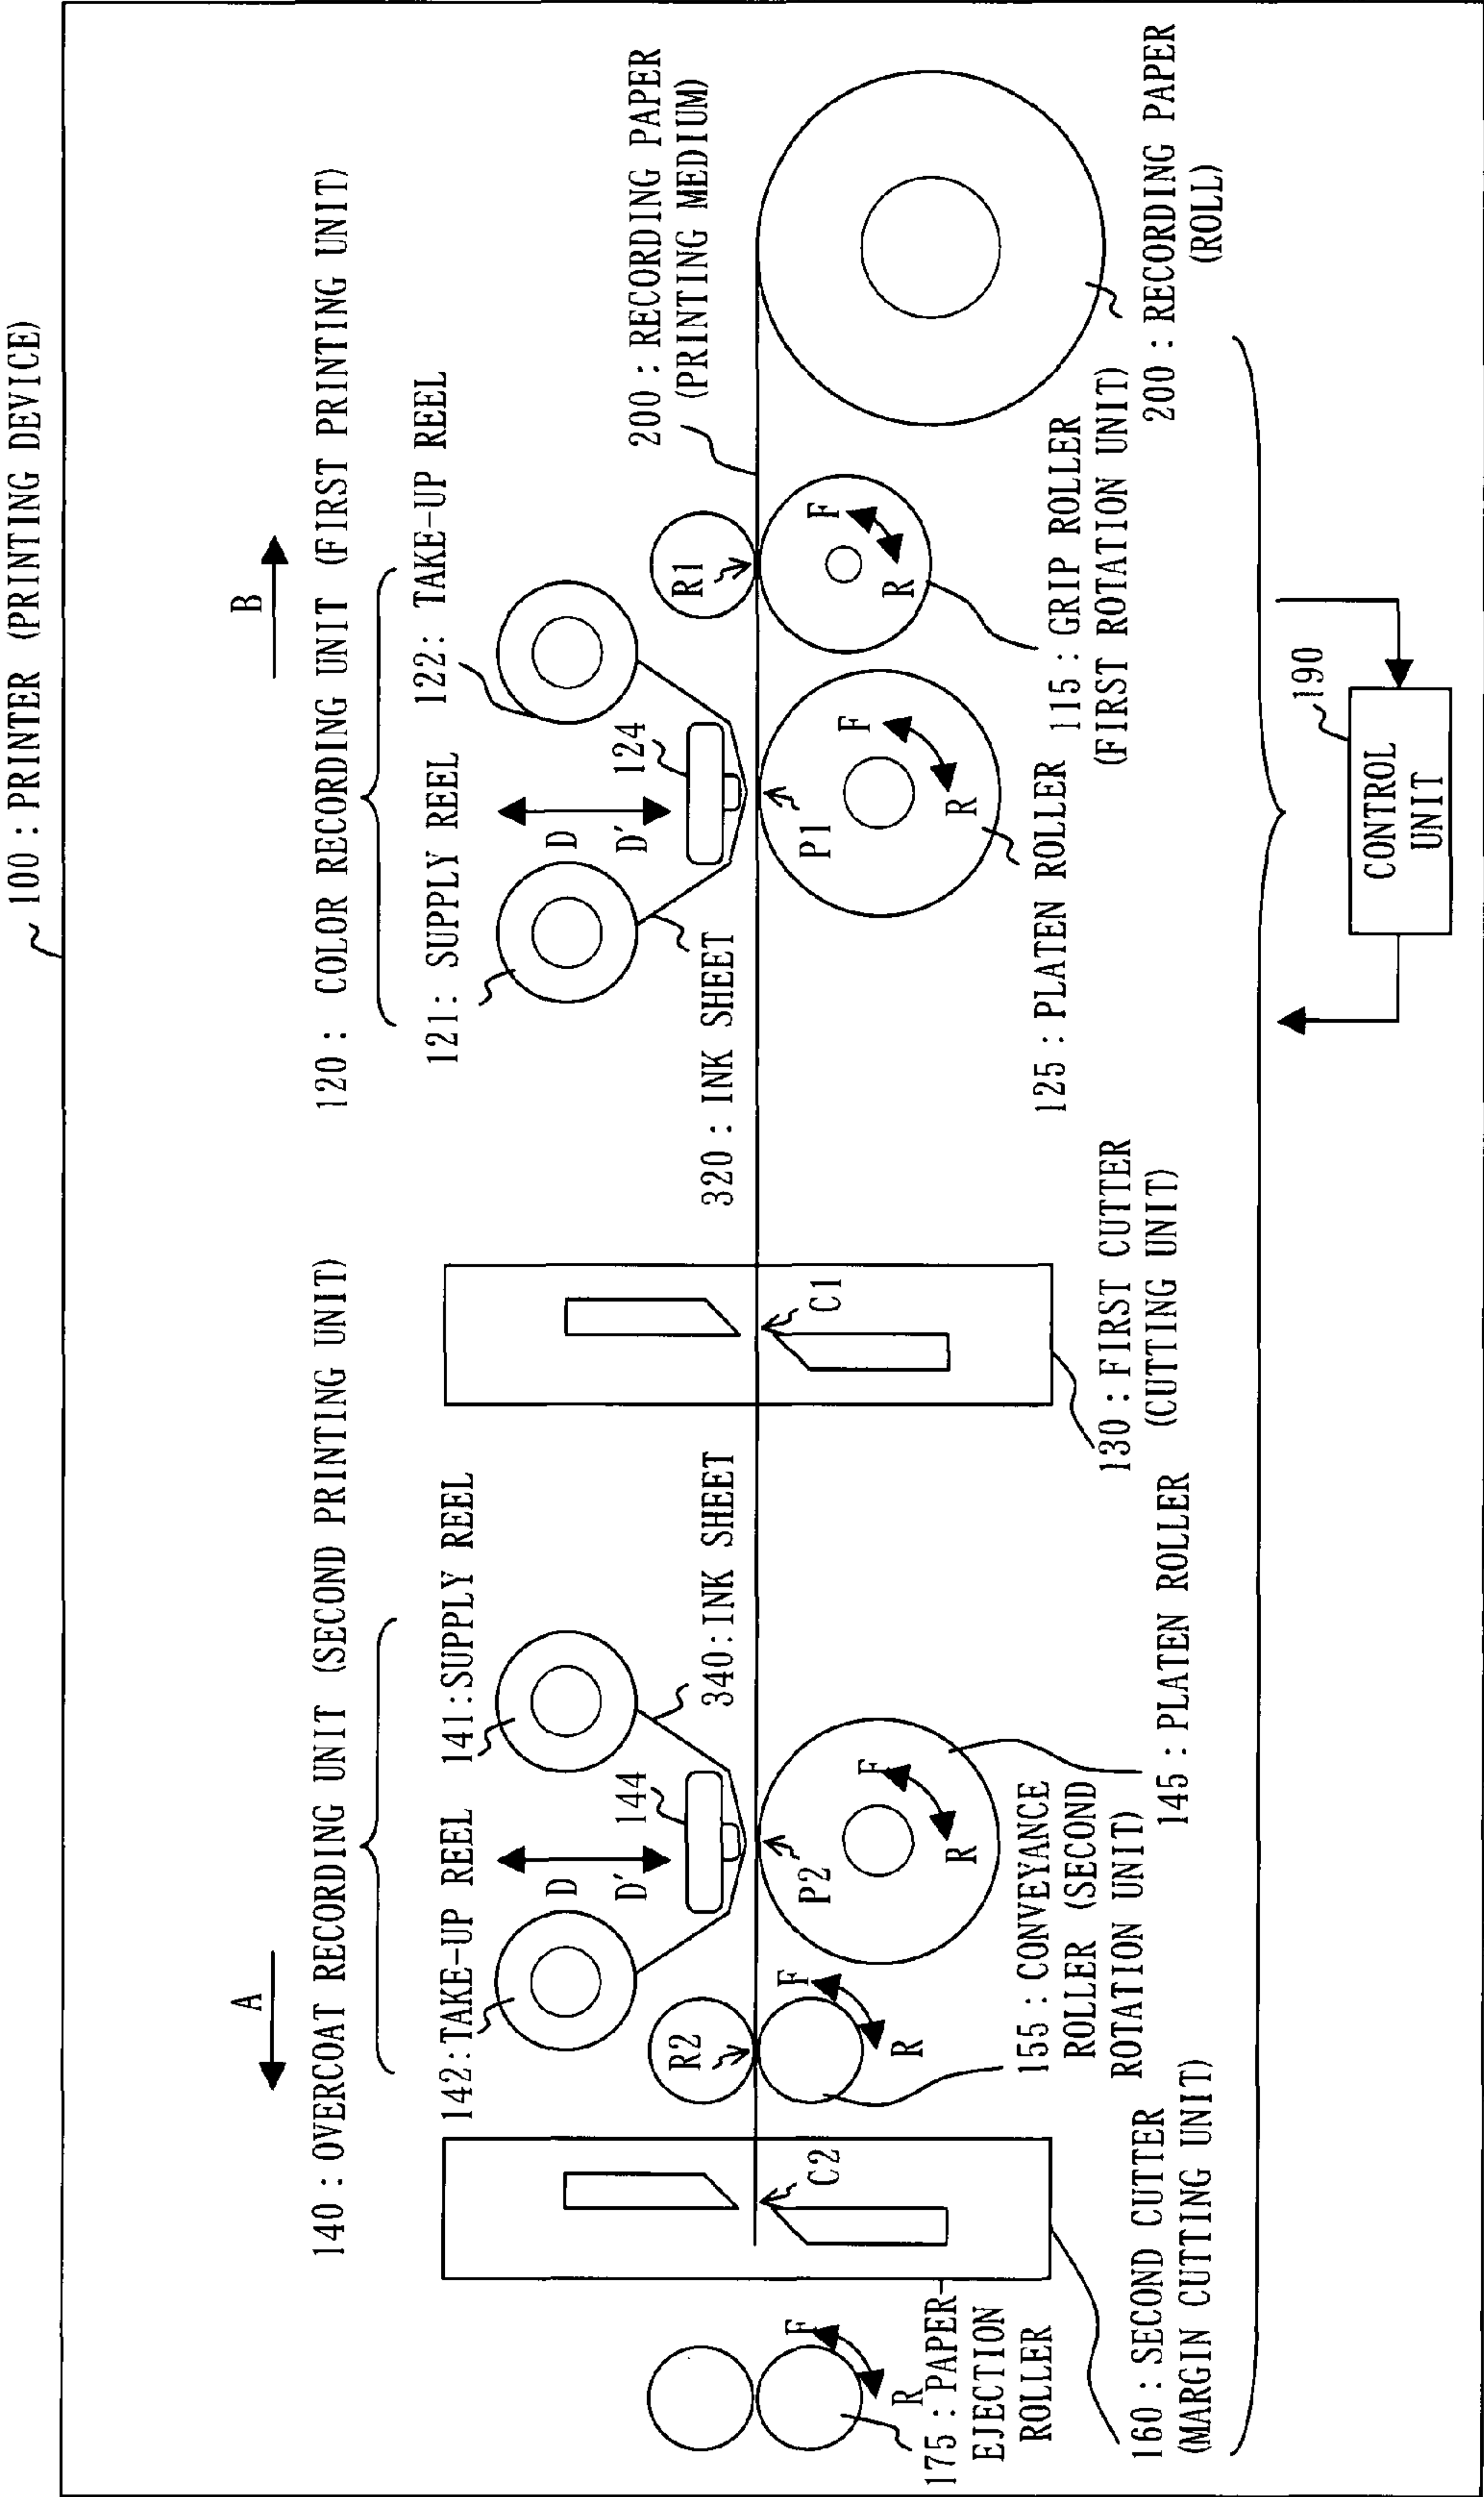 100 : PRINTER (PRINTING DEVICE)
A
B
140 : OVERCOAT RECORDING UNIT (SECOND PRINTING UNIT)
120 : COLOR RECORDING UNIT (FIRST PRINTING UNIT)
142:TAKE-UP REEL
141:SUPPLY REEL
121: SUPPLY REEL
122: TAKE-UP REEL
D
D'
144
D
D'
124
R2
R1
340:INK SHEET
320 : INK SHEET
200 : RECORDING PAPER
(PRINTING MEDIUM)
C2
P2
C1
P1
F
R
F
R
F
R
F
R
F
R
175 : PAPER
EJECTION
ROLLER
155 : CONVEYANCE
ROLLER (SECOND
ROTATION UNIT)
145 : PLATEN ROLLER
160 : SECOND CUTTER
(MARGIN CUTTING UNIT)
130 : FIRST CUTTER
(CUTTING UNIT)
125 : PLATEN ROLLER
115 : GRIP ROLLER
(FIRST ROTATION UNIT)
200 : RECORDING PAPER
(ROLL)
190
CONTROL
UNIT